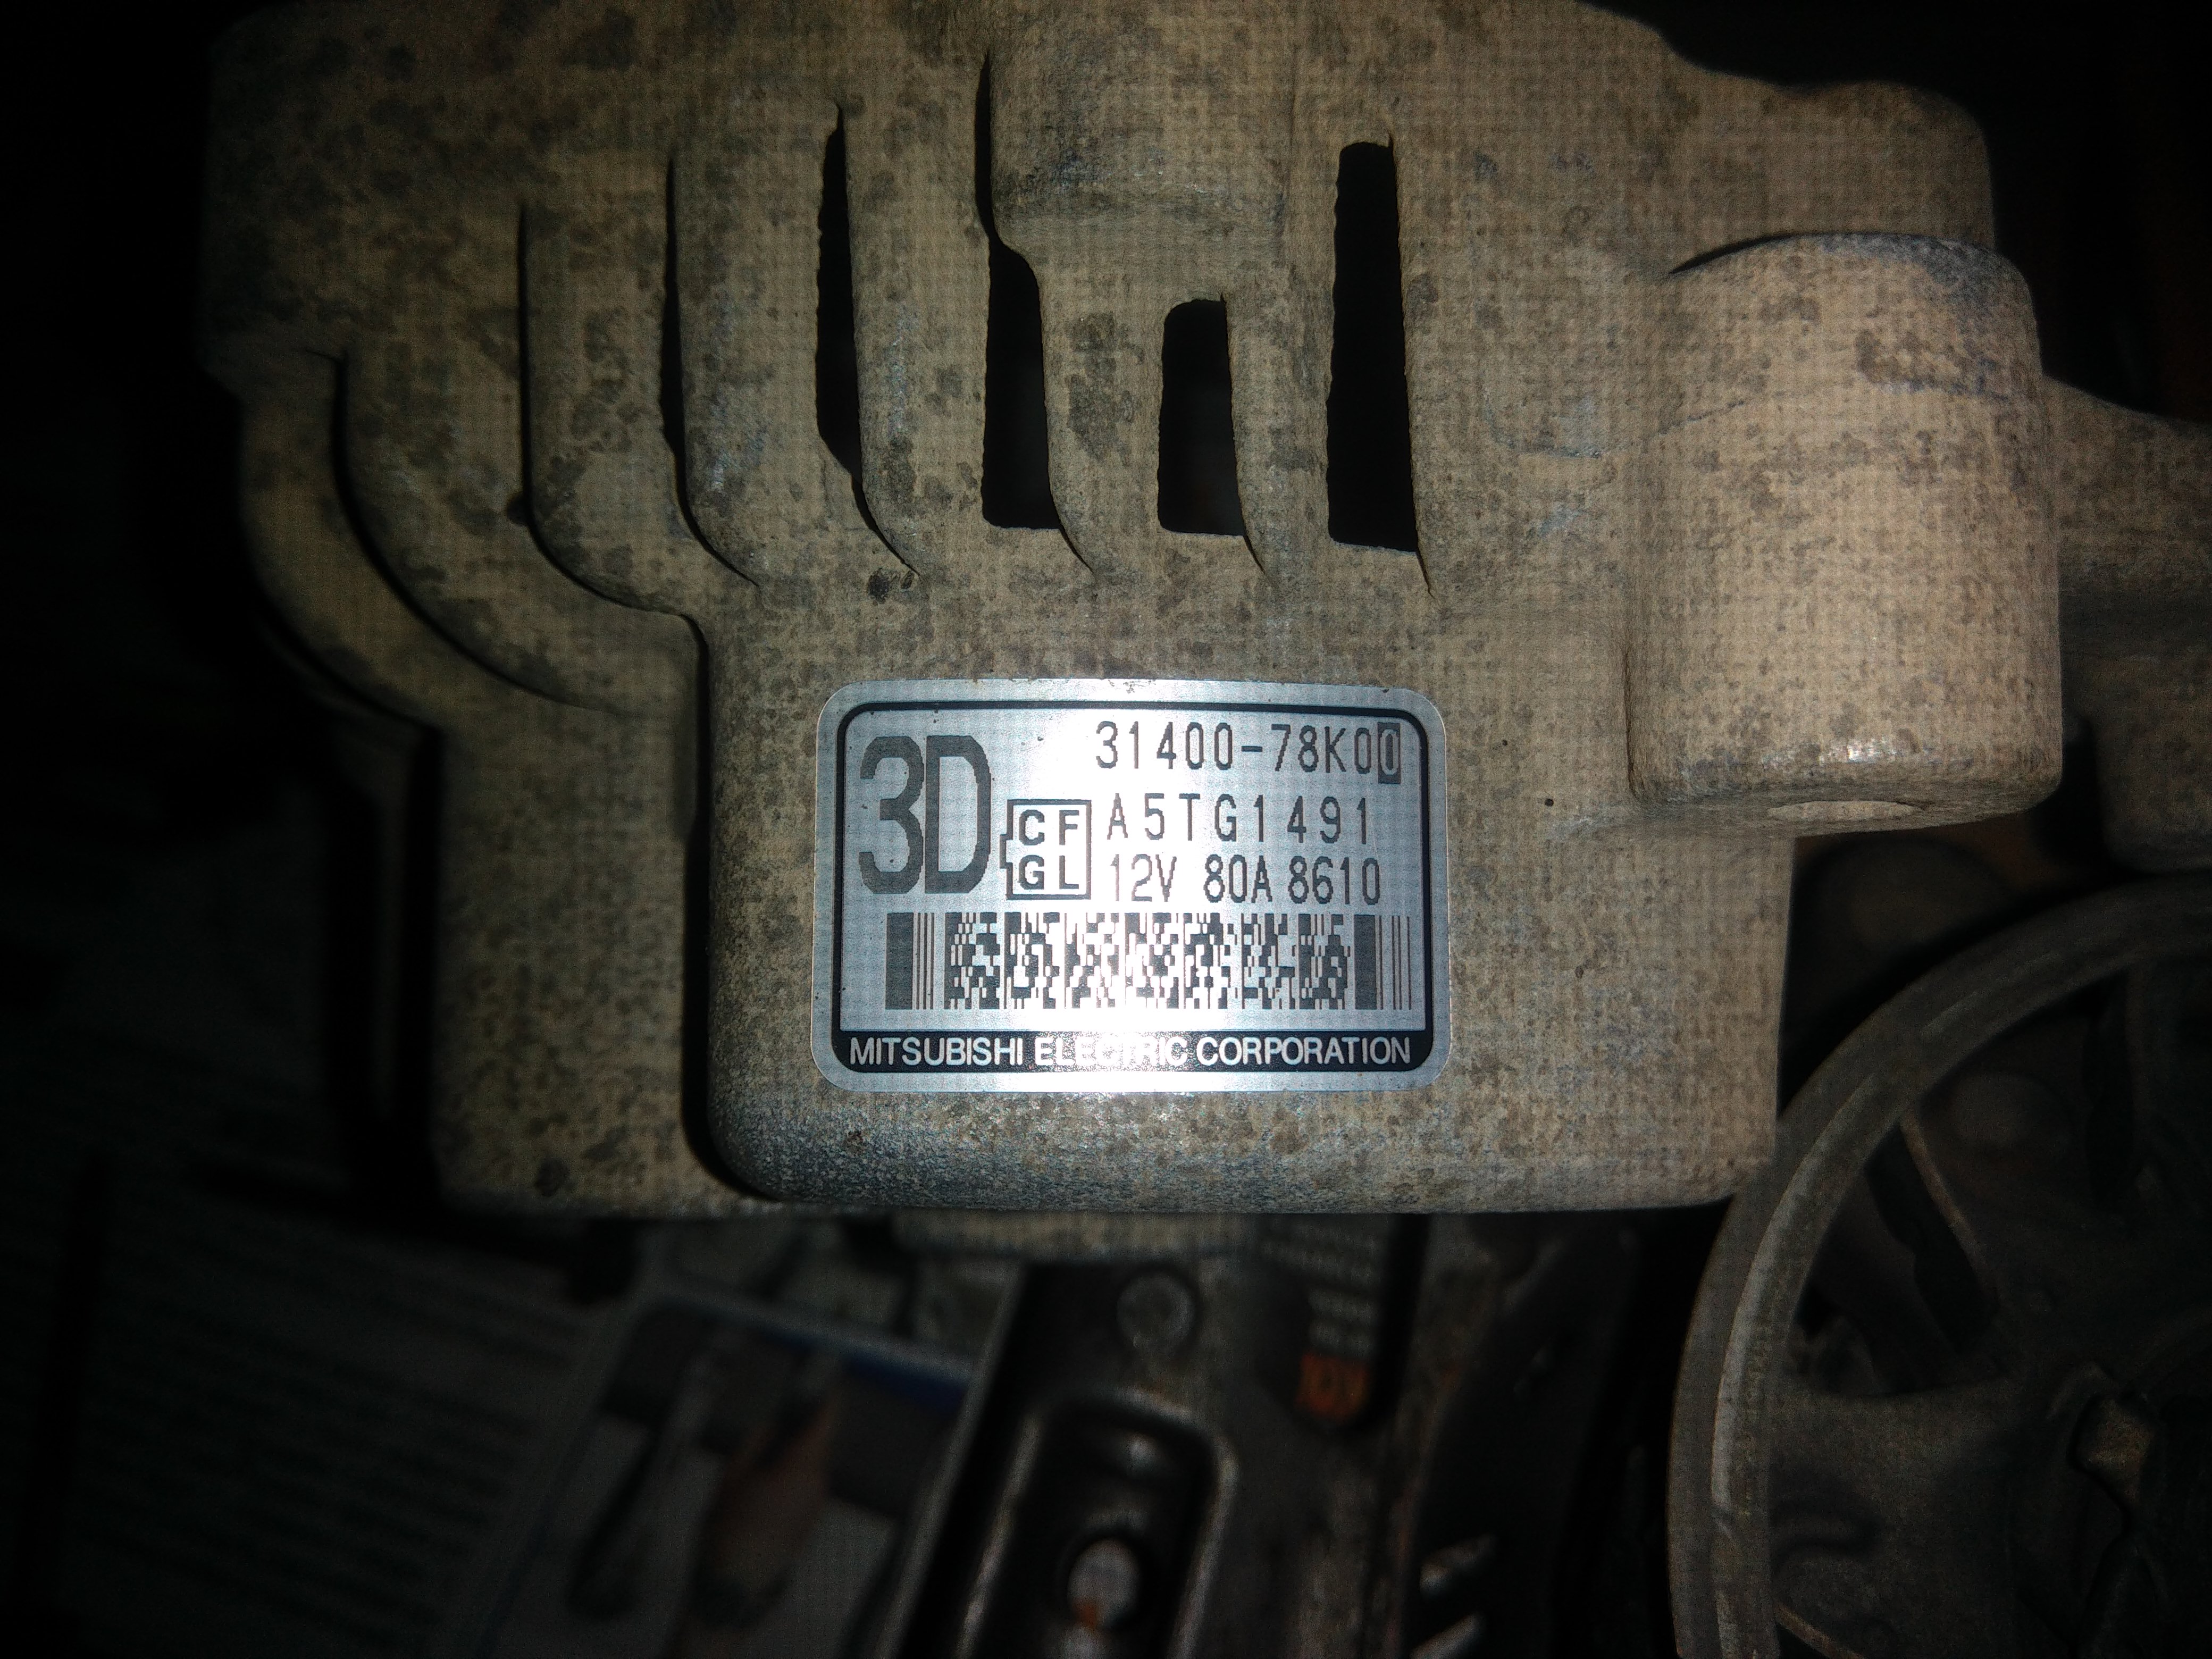 3D
31400-78K00
CF
GL
A5TG1491
12V 80A 8610
MITSUBISHI ELECTRIC CORPORATION